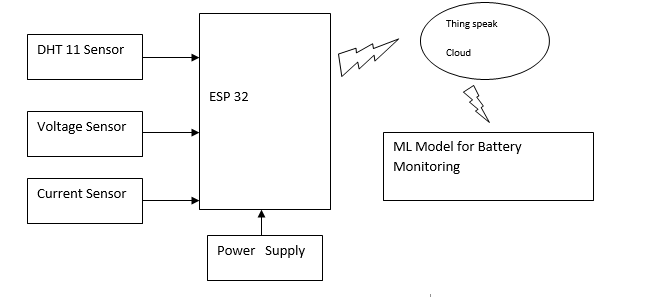 Thing speak
Cloud
DHT 11 Sensor
ESP 32
Voltage Sensor
ML Model for Battery
Monitoring
Current Sensor
Power Supply